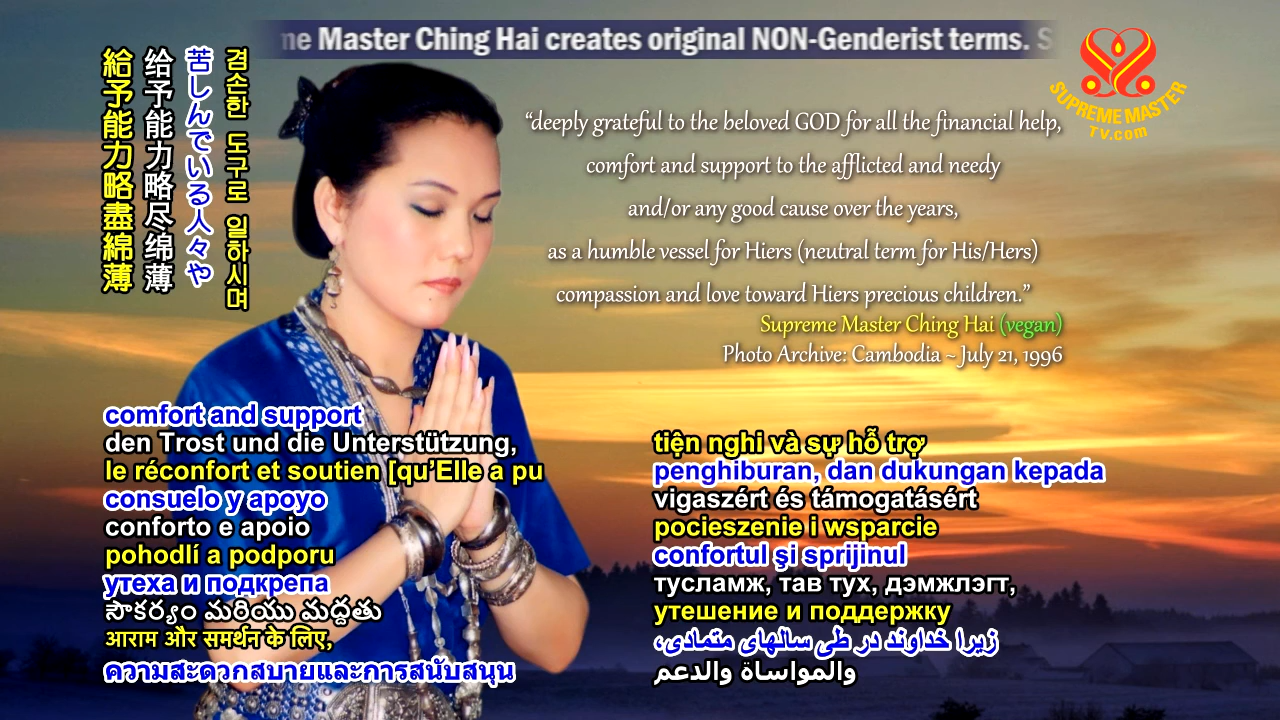 me Master Ching Hai creates original NON-Genderist terms. S
SUPREME MASTER
TV.com
給予能力略盡綿薄
给予能力略尽绵薄
苦しんでいる人々や
겸손한 도구로 일하시며
“deeply grateful to the beloved GOD for all the financial help,
comfort and support to the afflicted and needy
and/or any good cause over the years,
as a humble vessel for Hiers (neutral term for His/Hers)
compassion and love toward Hiers precious children.”
Supreme Master Ching Hai (vegan)
Photo Archive: Cambodia ~ July 21, 1996
comfort and support
den Trost und die Unterstützung,
le réconfort et soutien [qu’Elle a pu
consuelo y apoyo
conforto e apoio
pohodlí a podporu
утеха и подкрепа
సౌకర్యం మరియు మద్దతు
आराम और समर्थन के लिए,
ความสะดวกสบายและการสนับสนุน
tiện nghi và sự hỗ trợ
penghiburan, dan dukungan kepada
vigaszért és támogatásért
pocieszenie i wsparcie
confortul şi sprijinul
тусламж, тав тух, дэмжлэгт,
утешение и поддержку
زیرا خداوند در طی سالهای متمادی،
والمواساة والدعم